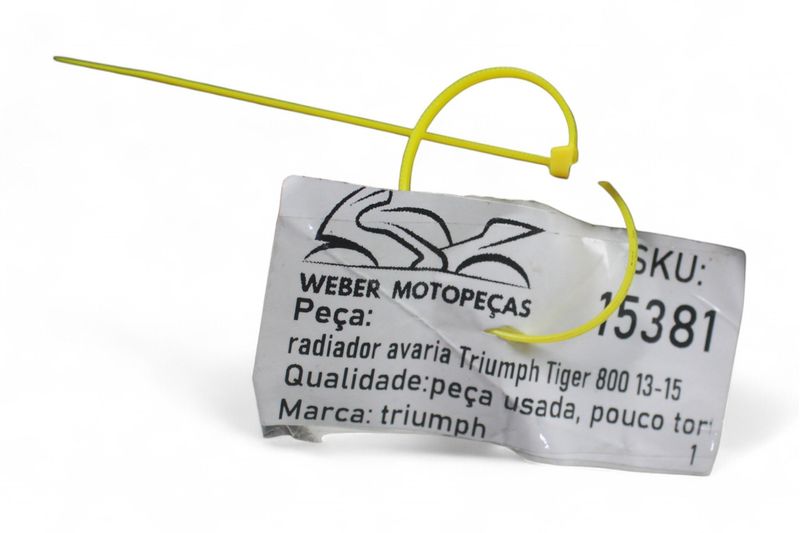 WEBER MOTOPEÇAS
SKU:
15381
Peça:
radiador avaria Triumph Tiger 800 13-15
Qualidade:peça usada, pouco tor
Marca: triumph
1